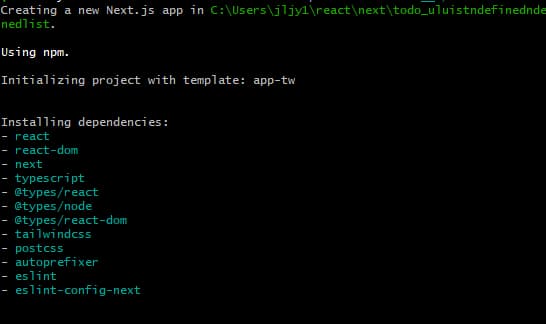 Creating a new Next.js app in C:\Users\jljy1\react\next\todo_uluistndefinednde
nedlist.
Using npm.
Initializing project with template: app-tw
Installing dependencies:
- react
- react-dom
- next
- typescript
- @types/react
- @types/node
- @types/react-dom
- tailwindcss
- postcss
- autoprefixer
- eslint
- eslint-config-next